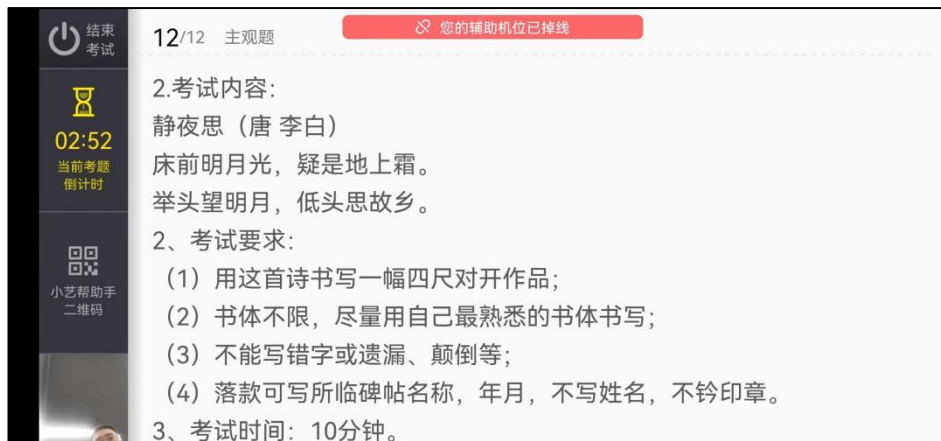 结束
考试
12/12 主观题
您的辅助机位已掉线
02:52
当前考题
倒计时
小艺帮助手
二维码
2.考试内容：
静夜思（唐 李白）
床前明月光，疑是地上霜。
举头望明月，低头思故乡。
2、考试要求：
（1）用这首诗书写一幅四尺对开作品；
（2）书体不限，尽量用自己最熟悉的书体书写；
（3）不能写错字或遗漏、颠倒等；
（4）落款可写所临碑帖名称，年月，不写姓名，不钤印章。
3、考试时间：10分钟。